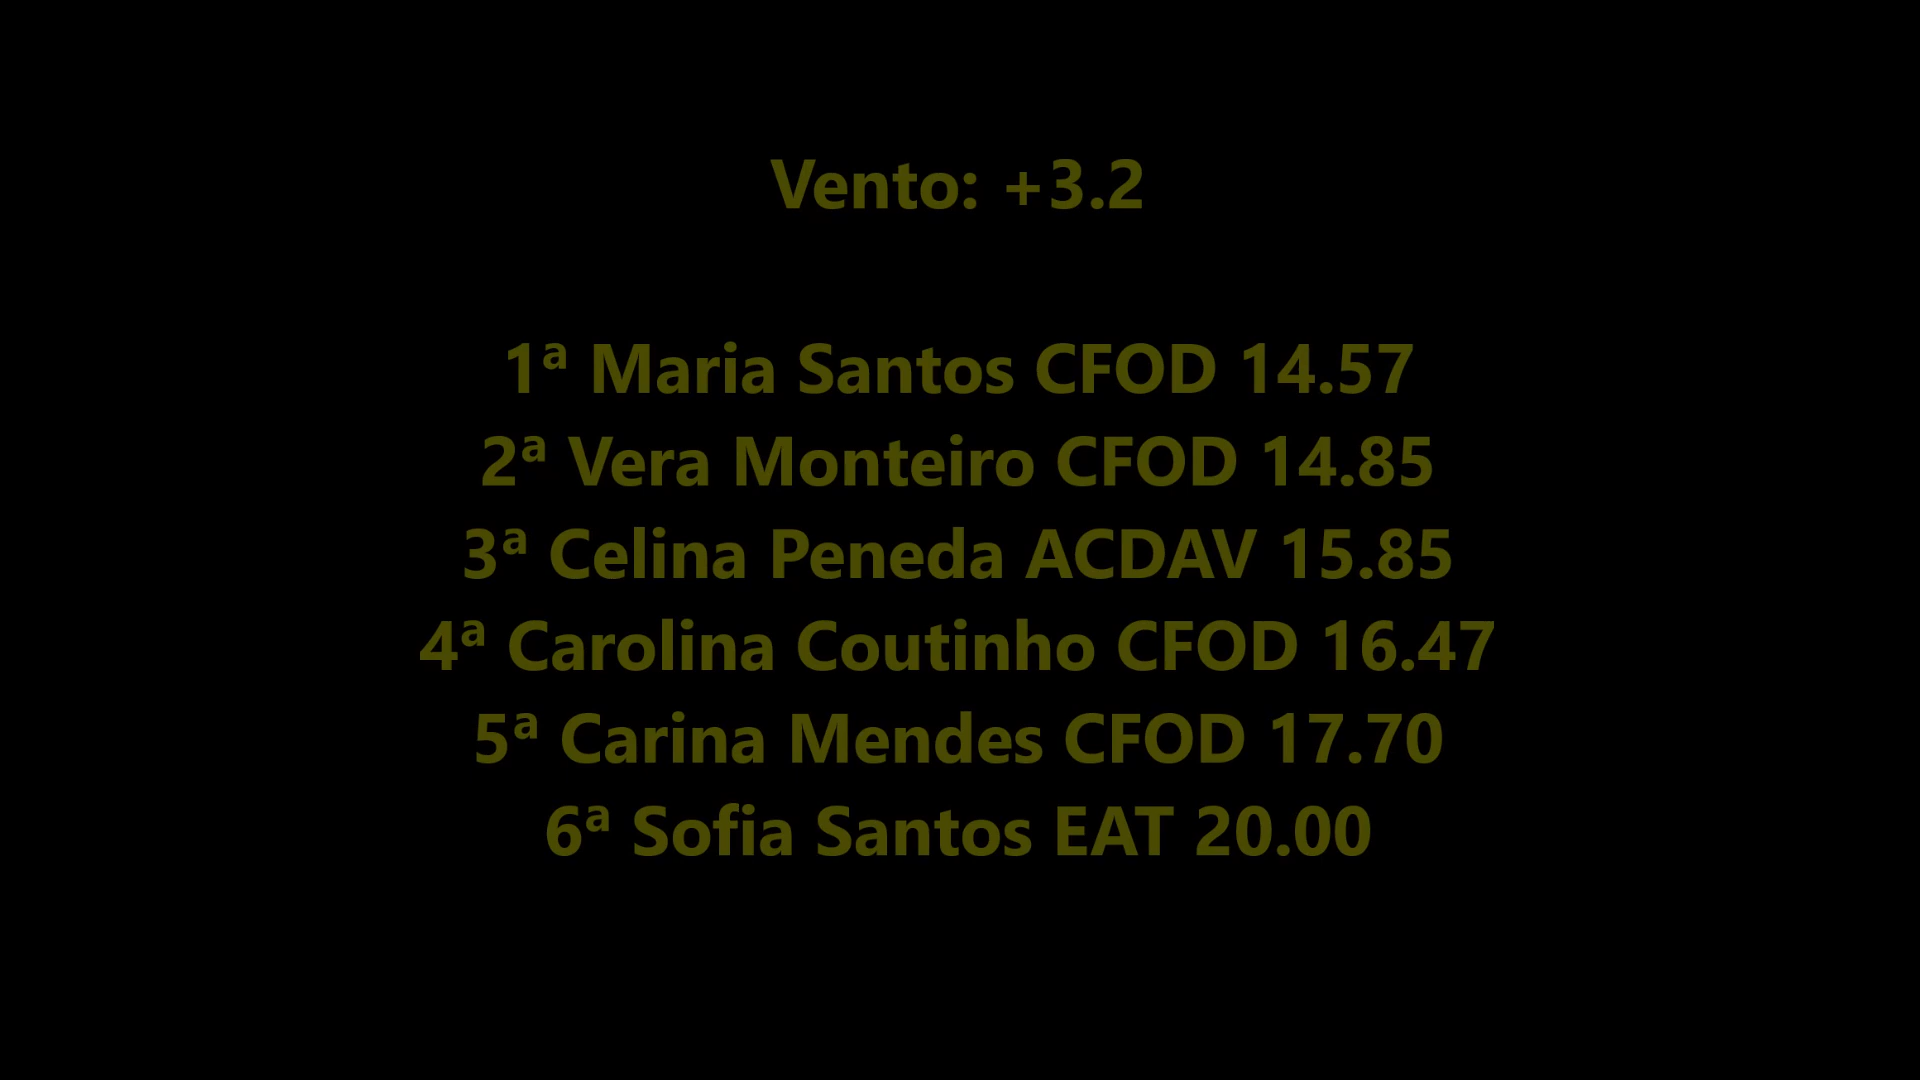 Vento: +3.2
1ª Maria Santos CFOD 14.57
2ª Vera Monteiro CFOD 14.85
3ª Celina Peneda ACDAV 15.85
4ª Carolina Coutinho CFOD 16.47
5ª Carina Mendes CFOD 17.70
6ª Sofia Santos EAT 20.00